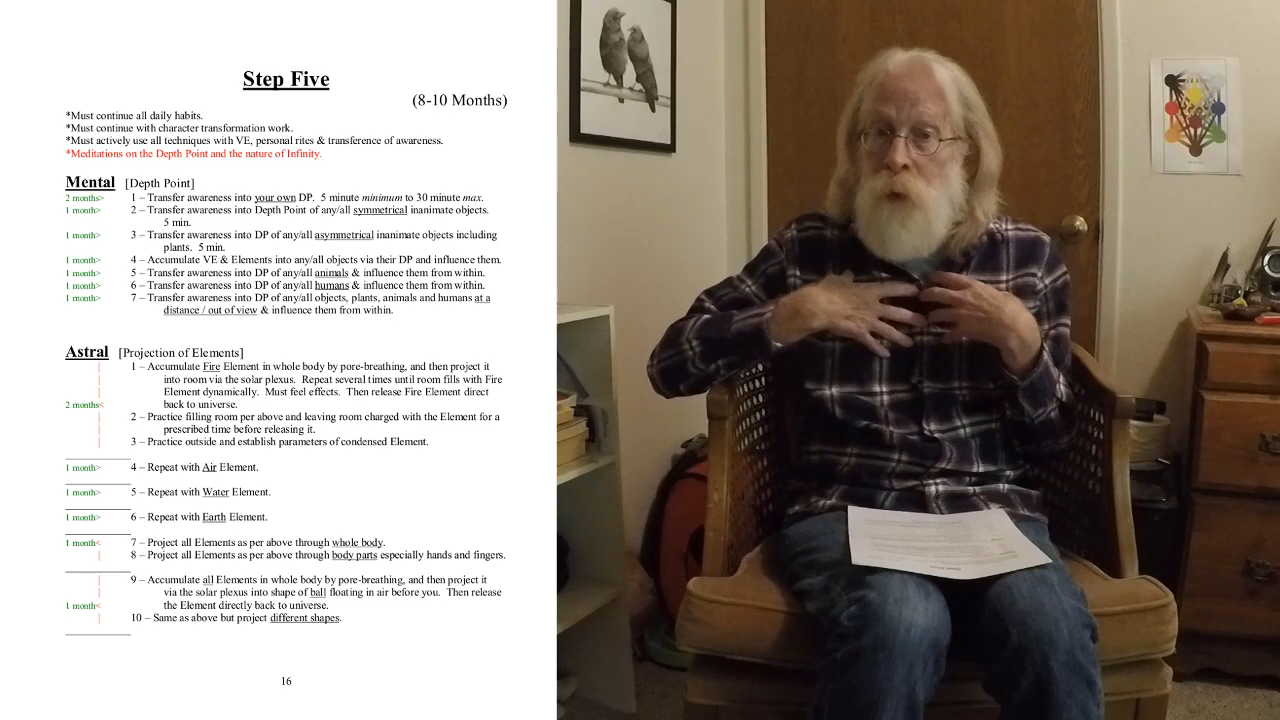 Step Five
(8-10 Months)
*Must continue all daily habits.
*Must continue with character transformation work.
*Must actively use all techniques with VE, personal rites & transference of awareness.
*Meditations on the Depth Point and the nature of Infinity.
Mental [Depth Point]
2 months> 1 – Transfer awareness into your own DP. 5 minute minimum to 30 minute max.
1 month> 2 – Transfer awareness into Depth Point of any/all symmetrical inanimate objects.
5 min.
1 month> 3 – Transfer awareness into DP of any/all asymmetrical inanimate objects including
plants. 5 min.
1 month> 4 – Accumulate VE & Elements into any/all objects via their DP and influence them.
1 month> 5 – Transfer awareness into DP of any/all animals & influence them from within.
1 month> 6 – Transfer awareness into DP of any/all humans & influence them from within.
1 month> 7 – Transfer awareness into DP of any/all objects, plants, animals and humans at a
distance / out of view & influence them from within.
Astral [Projection of Elements]
1 – Accumulate Fire Element in whole body by pore-breathing, and then project it
into room via the solar plexus. Repeat several times until room fills with Fire
Element dynamically. Must feel effects. Then release Fire Element direct
2 months< back to universe.
2 – Practice filling room per above and leaving room charged with the Element for a
prescribed time before releasing it.
3 – Practice outside and establish parameters of condensed Element.
1 month> 4 – Repeat with Air Element.
1 month> 5 – Repeat with Water Element.
1 month> 6 – Repeat with Earth Element.
1 month< 7 – Project all Elements as per above through whole body.
8 – Project all Elements as per above through body parts especially hands and fingers.
9 – Accumulate all Elements in whole body by pore-breathing, and then project it
via the solar plexus into shape of ball floating in air before you. Then release
1 month< the Element directly back to universe.
10 – Same as above but project different shapes.
16